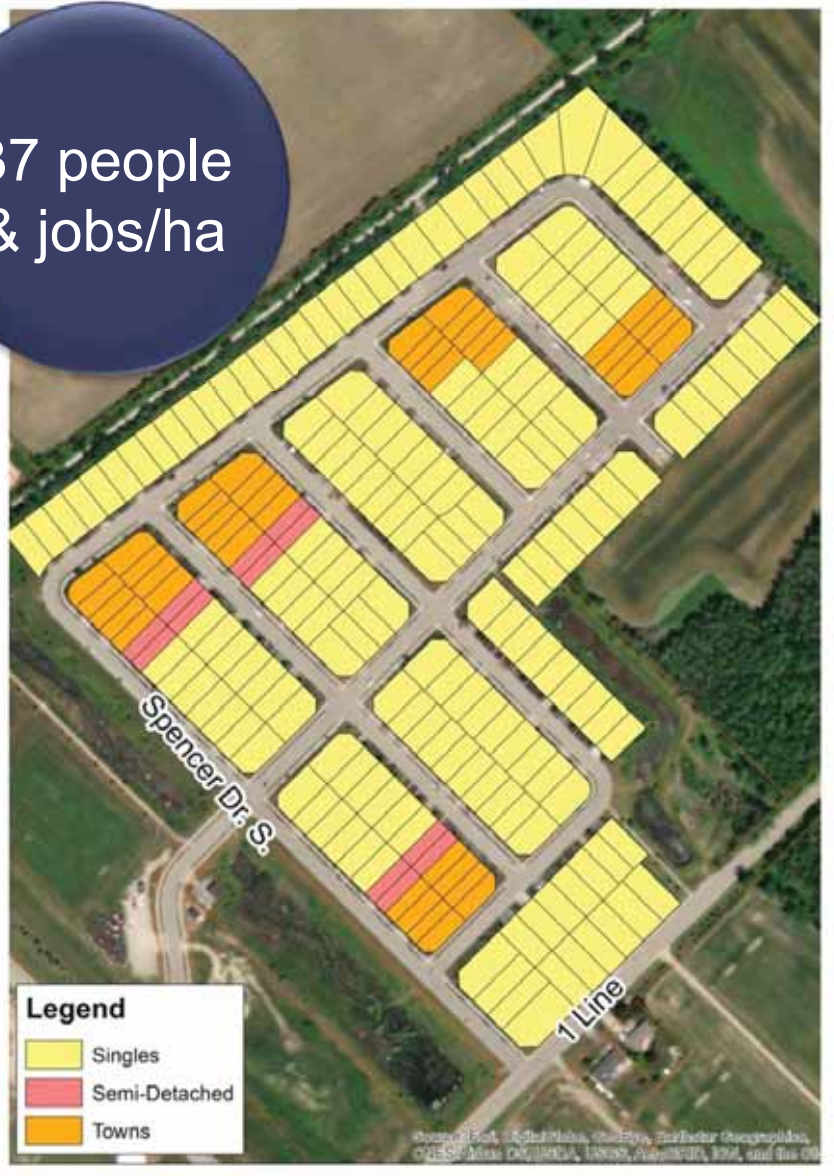 37 people
& jobs/ha
Spencer Dr. S.
1 Line
Legend
Singles
Semi-Detached
Towns